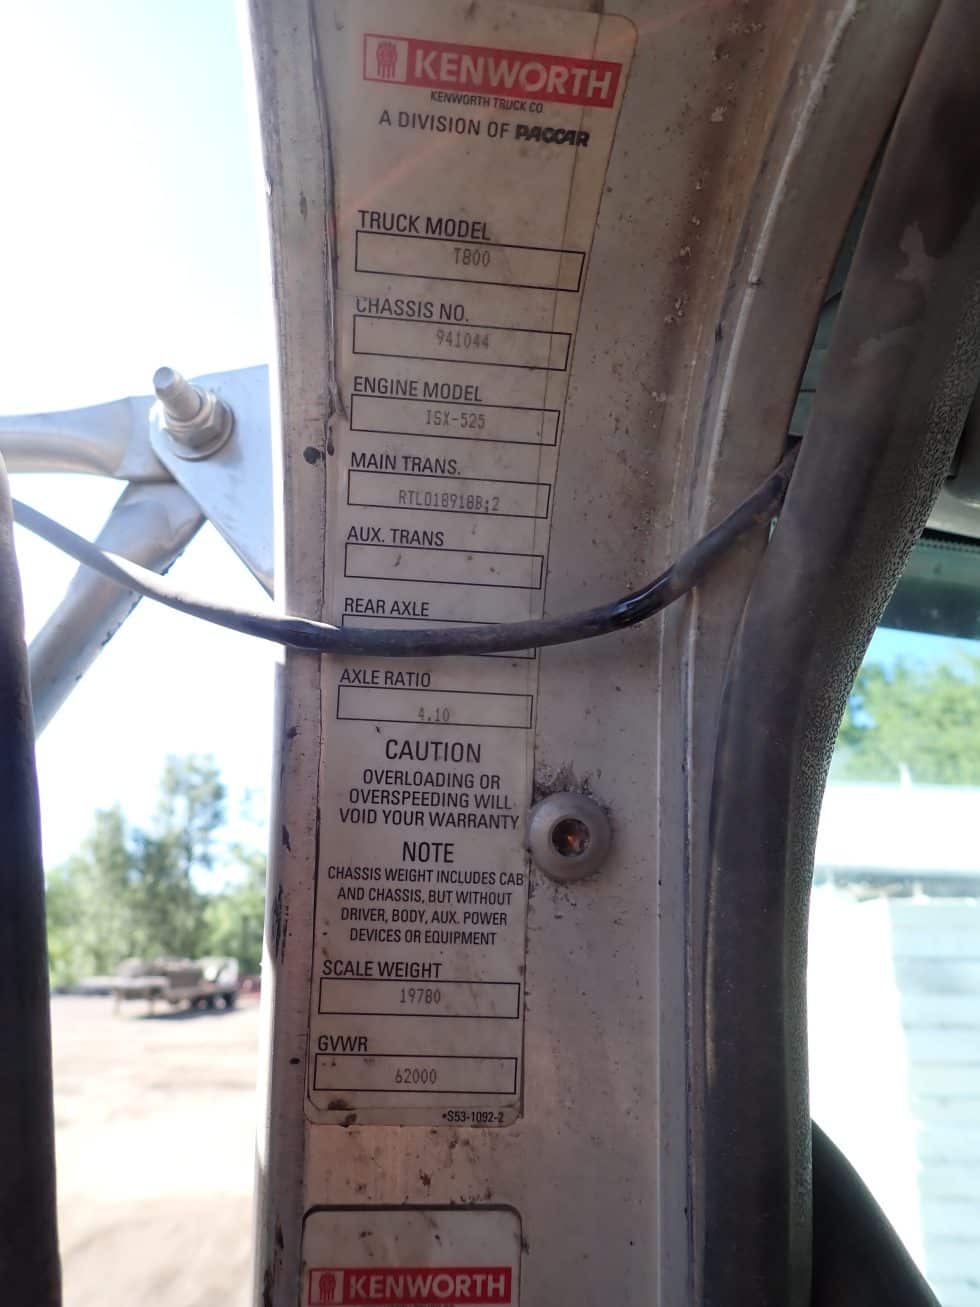 KENWORTH
KENWORTH TRUCK CO
A DIVISION OF PACCAR
TRUCK MODEL
T800
CHASSIS NO.
941044
ENGINE MODEL
ISX-525
MAIN TRANS.
RTLO18918B;2
AUX. TRANS
REAR AXLE
AXLE RATIO
4.10
CAUTION
OVERLOADING OR
OVERSPEEDING WILL
VOID YOUR WARRANTY
NOTE
CHASSIS WEIGHT INCLUDES CAB
AND CHASSIS, BUT WITHOUT
DRIVER, BODY, AUX. POWER
DEVICES OR EQUIPMENT
SCALE WEIGHT
19780
GVWR
62000
*S53-1092-2
KENWORTH